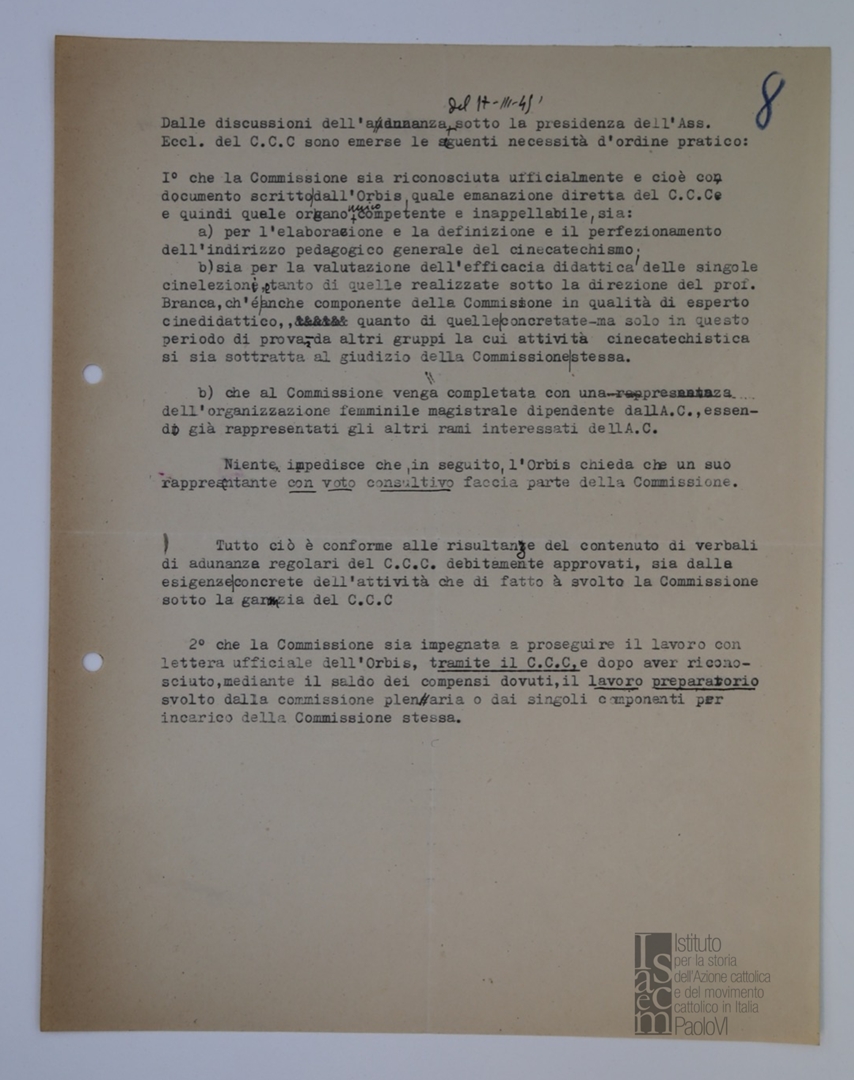 8
del 17-III-45
Dalle discussioni dell'adunanza, sotto la presidenza dell'Ass.
Eccl. del C.C.C sono emerse le sguenti necessità d'ordine pratico:
I° che la Commissione sia riconosciuta ufficialmente e cioè con
documento scritto dall'Orbis, quale emanazione diretta del C.C.C.
unico
e quindi quale organo, competente e inappellabile, sia:
a) per l'elaborazione e la definizione e il perfezionamento
dell'indirizzo pedagogico generale del cinecatechismo;
b)sia per la valutazione dell'efficacia didattica delle singole
cinelezioni, tanto di quelle realizzate sotto la direzione del prof.
Branca, ch'é anche componente della Commissione in qualità di esperto
cinedidattico,, quanto di quelle concretate-ma solo in questo
periodo di prova-da altri gruppi la cui attività cinecatechistica
si sia sottratta al giudizio della Commissione stessa.
b) che al Commissione venga completata con una rappresentanza
dell'organizzazione femminile magistrale dipendente dallA.C., essen-
do già rappresentati gli altri rami interessati dellA.C.
Niente, impedisce che, in seguito, l'Orbis chieda che un suo
rappresentante con voto consultivo faccia parte della Commissione.
) Tutto ciò è conforme alle risultanze del contenuto di verbali
di adunanza regolari del C.C.C. debitamente approvati, sia dalla
esigenze concrete dell'attività che di fatto à svolto la Commissione
sotto la garanzia del C.C.C
2° che la Commissione sia impegnata a proseguire il lavoro con
lettera ufficiale dell'Orbis, tramite il C.C.C, e dopo aver ricono-
sciuto, mediante il saldo dei compensi dovuti, il lavoro preparatorio
svolto dalla commissione plenaria o dai singoli componenti per
incarico della Commissione stessa.
Isacem
Istituto
per la storia
dell'Azione cattolica
e del movimento
cattolico in Italia
PaoloVI